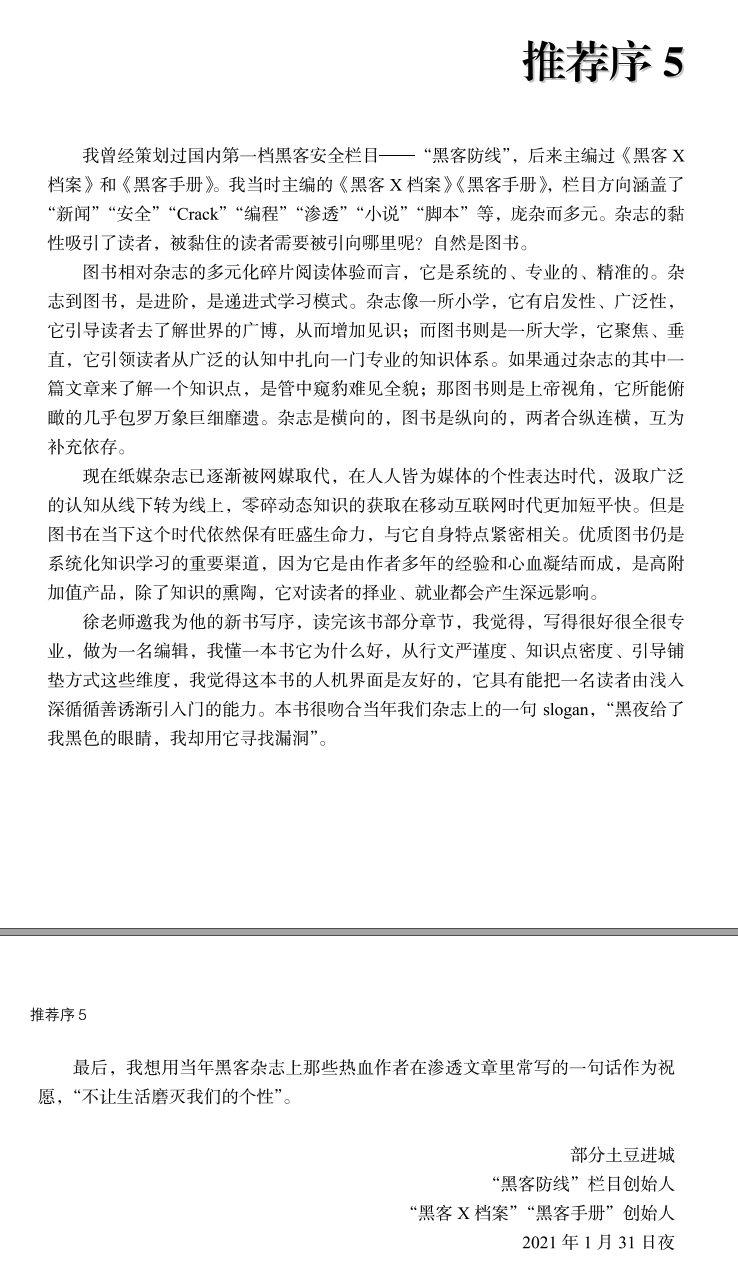 推荐序 5
我曾经策划过国内第一档黑客安全栏目——“黑客防线”，后来主编过《黑客 X
档案》和《黑客手册》。我当时主编的《黑客 X 档案》《黑客手册》，栏目方向涵盖了
“新闻”“安全”“Crack”“编程”“渗透”“小说”“脚本”等，庞杂而多元。杂志的黏
性吸引了读者，被黏住的读者需要被引向哪里呢？自然是图书。
图书相对杂志的多元化碎片阅读体验而言，它是系统的、专业的、精准的。杂
志到图书，是进阶，是递进式学习模式。杂志像一所小学，它有启发性、广泛性，
它引导读者去了解世界的广博，从而增加见识；而图书则是一所大学，它聚焦、垂
直，它引领读者从广泛的认知中扎向一门专业的知识体系。如果通过杂志的其中一
篇文章来了解一个知识点，是管中窥豹难见全貌；那图书则是上帝视角，它所能俯
瞰的几乎包罗万象巨细靡遗。杂志是横向的，图书是纵向的，两者合纵连横，互为
补充依存。
现在纸媒杂志已逐渐被网媒取代，在人人皆为媒体的个性表达时代，汲取广泛
的认知从线下转为线上，零碎动态知识的获取在移动互联网时代更加短平快。但是
图书在当下这个时代依然保有旺盛生命力，与它自身特点紧密相关。优质图书仍是
系统化知识学习的重要渠道，因为它是由作者多年的经验和心血凝结而成，是高附
加值产品，除了知识的熏陶，它对读者的择业、就业都会产生深远影响。
徐老师邀我为他的新书写序，读完该书部分章节，我觉得，写得很好很全很专
业，做为一名编辑，我懂一本书它为什么好，从行文严谨度、知识点密度、引导铺
垫方式这些维度，我觉得这本书的人机界面是友好的，它具有能把一名读者由浅入
深循循善诱渐引入门的能力。本书很吻合当年我们杂志上的一句 slogan，“黑夜给了
我黑色的眼睛，我却用它寻找漏洞”。
推荐序 5
最后，我想用当年黑客杂志上那些热血作者在渗透文章里常写的一句话作为祝
愿，“不让生活磨灭我们的个性”。
部分土豆进城
“黑客防线”栏目创始人
“黑客 X 档案”“黑客手册”创始人
2021 年 1 月 31 日夜